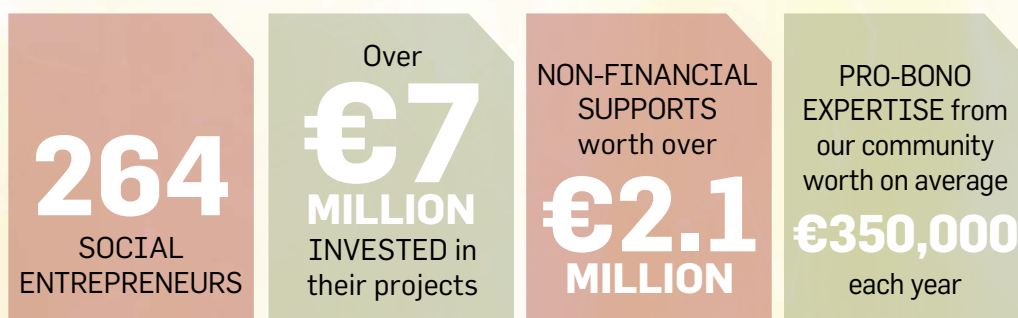 264
SOCIAL
ENTREPRENEURS
Over
€7
MILLION
INVESTED in
their projects
NON-FINANCIAL
SUPPORTS
worth over
€2.1
MILLION
PRO-BONO
EXPERTISE from
our community
worth on average
€350,000
each year